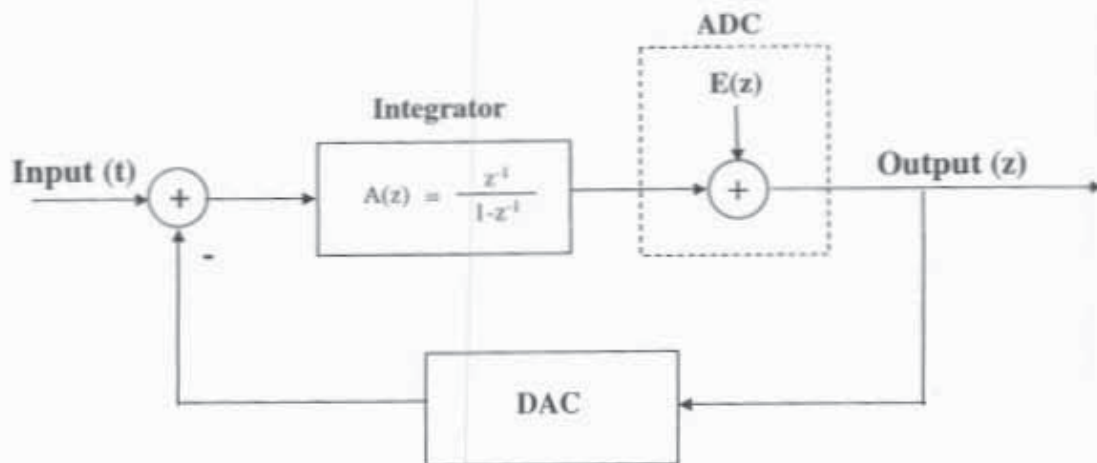 ADC
E(z)
Integrator
Input (t)
+
A(z) = z⁻¹ / 1-z⁻¹
+
Output (z)
-
DAC